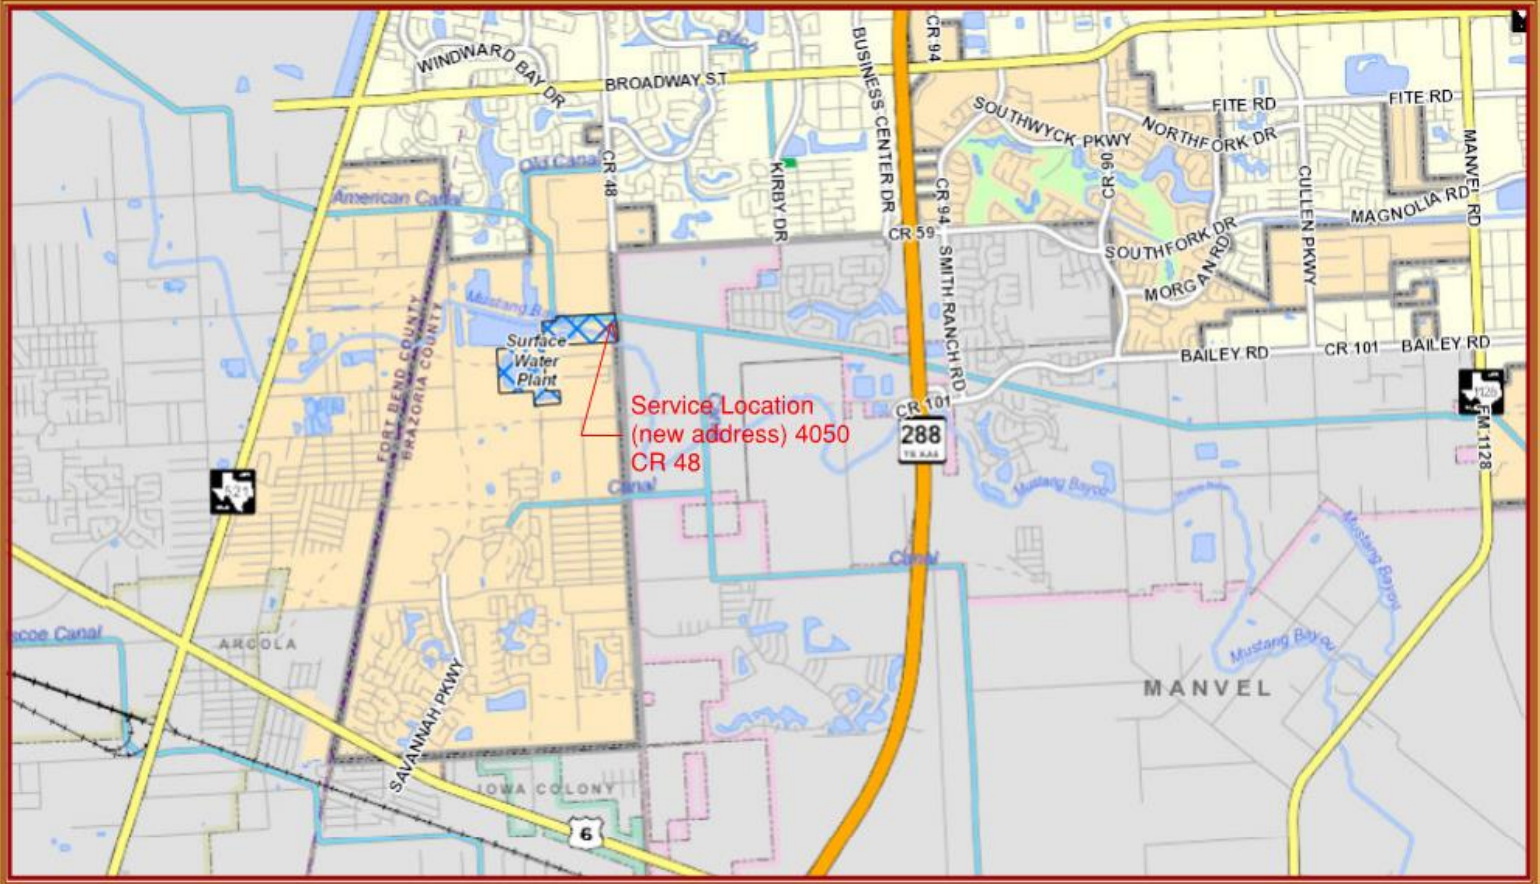 WINDWARD BAY DR
BROADWAY ST
Ditch
BUSINESS CENTER DR
CR 94
SOUTHWYCK PKWY
NORTHFORK DR
FITE RD
FITE RD
MANVEL RD
Old Canal
CR 48
KIRBY DR
CR 90
CULLEN PKWY
American Canal
CR 94
MAGNOLIA RD
CR 59
SOUTHFORK DR
MORGAN RD
SMITH RANCH RD
FORT BEND COUNTY
BRAZORIA COUNTY
Surface
Water
Plant
BAILEY RD
CR 101
BAILEY RD
1128
FM 1128
Service Location
(new address) 4050
CR 48
CR 101
288
521
Canal
Mustang Bayou
Mustang Bayou
Canal
Mustang Bayou
scoe Canal
ARCOLA
SAVANNAH PKWY
MANVEL
IOWA COLONY
6